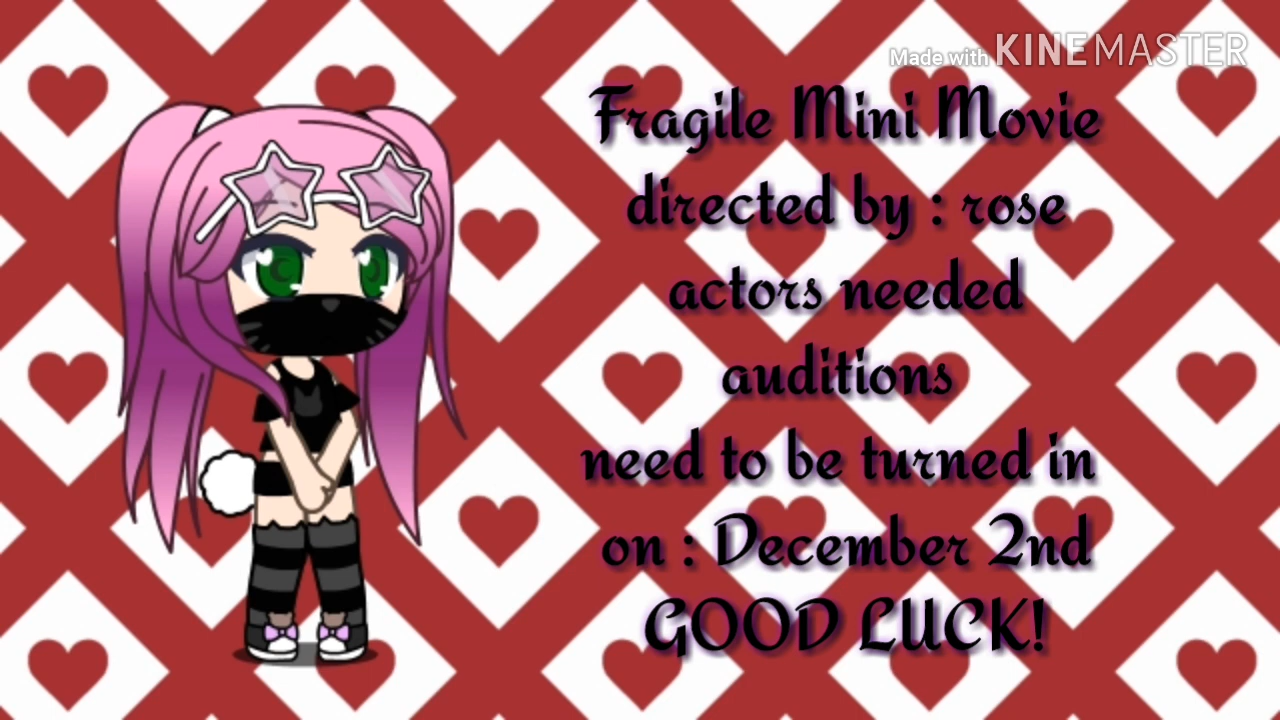 Made with KINEMASTER
Fragile Mini Movie
directed by : rose
actors needed
auditions
need to be turned in
on : December 2nd
GOOD LUCK!